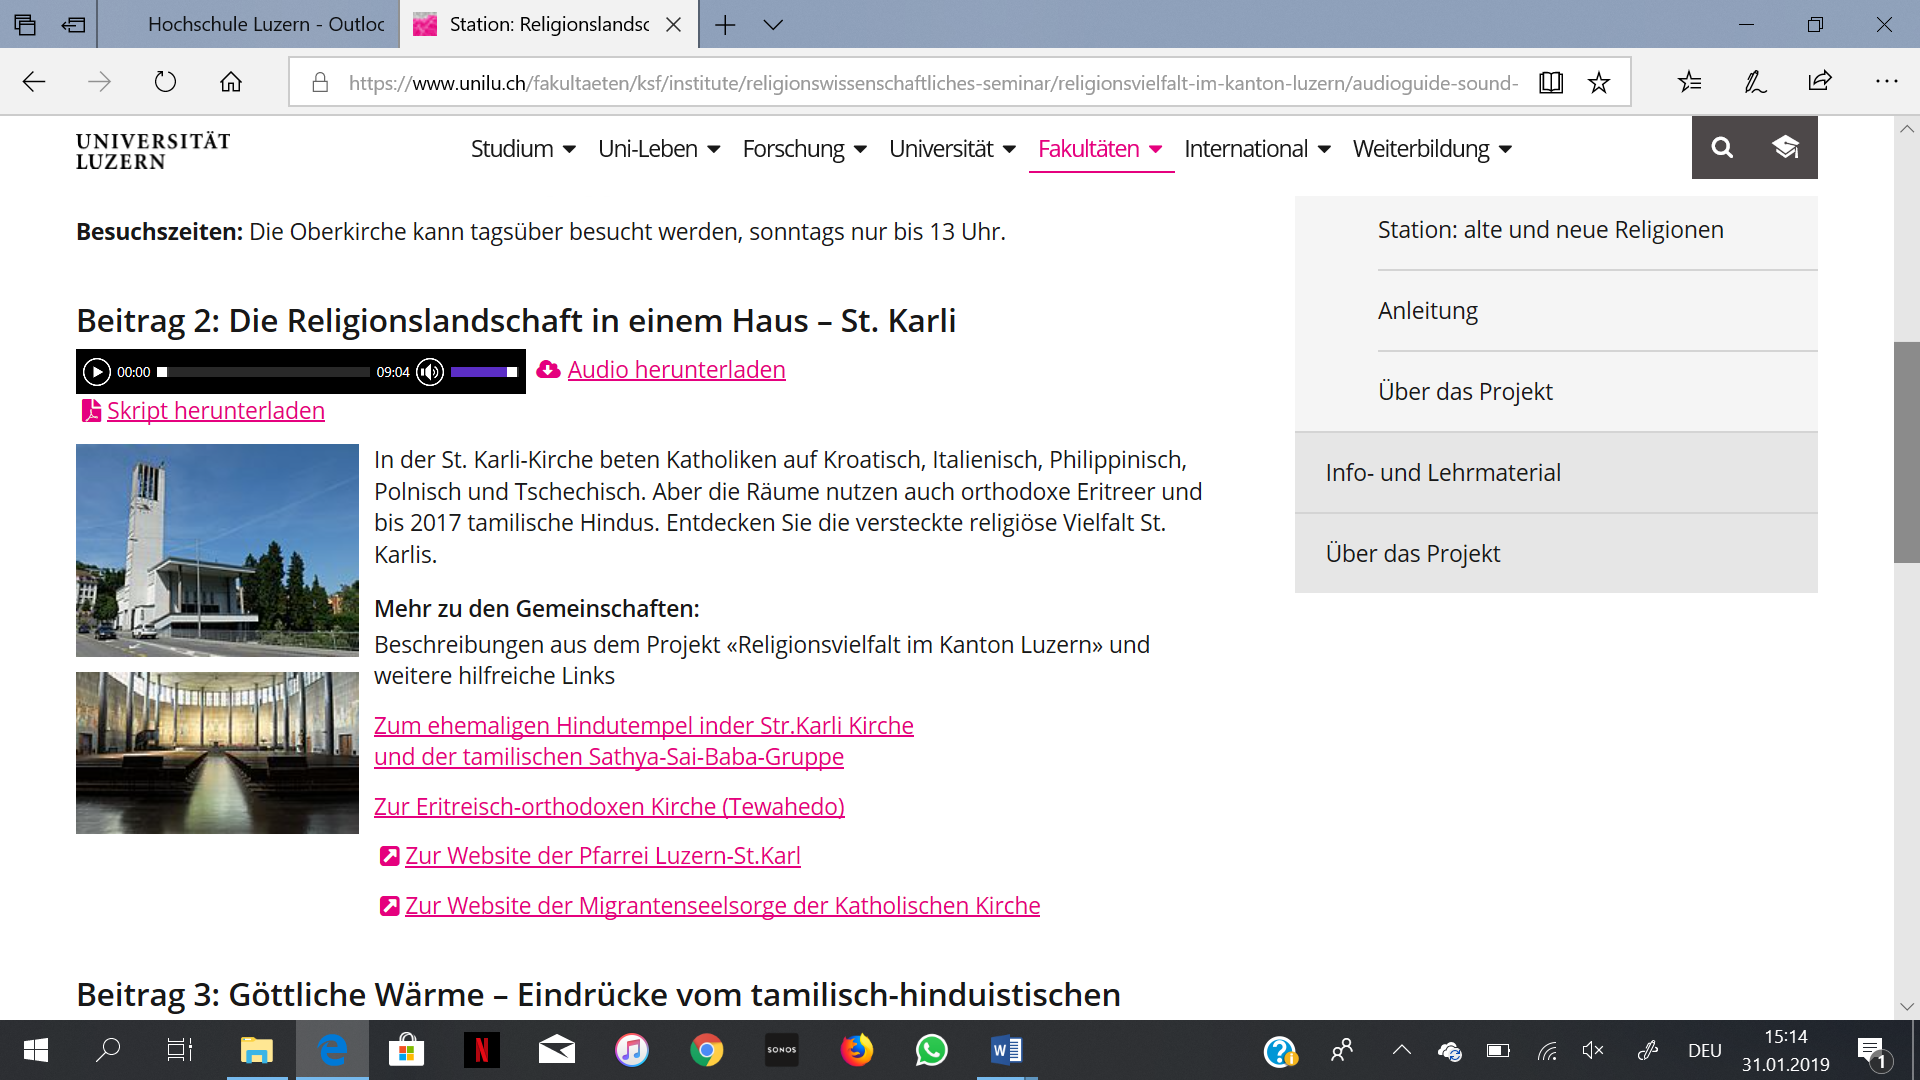 Hochschule Luzern - Outloc
Station: Religionslandsc
https://www.unilu.ch/fakultaeten/ksf/institute/religionswissenschaftliches-seminar/religionsvielfalt-im-kanton-luzern/audioguide-sound-
UNIVERSITÄT
LUZERN
Studium Uni-Leben Forschung Universität Fakultäten International Weiterbildung
Besuchszeiten: Die Oberkirche kann tagsüber besucht werden, sonntags nur bis 13 Uhr.
Beitrag 2: Die Religionslandschaft in einem Haus – St. Karli
00:00 09:04 Audio herunterladen
Skript herunterladen
In der St. Karli-Kirche beten Katholiken auf Kroatisch, Italienisch, Philippinisch,
Polnisch und Tschechisch. Aber die Räume nutzen auch orthodoxe Eritreer und
bis 2017 tamilische Hindus. Entdecken Sie die versteckte religiöse Vielfalt St.
Karlis.
Mehr zu den Gemeinschaften:
Beschreibungen aus dem Projekt «Religionsvielfalt im Kanton Luzern» und
weitere hilfreiche Links
Zum ehemaligen Hindutempel inder Str.Karli Kirche
und der tamilischen Sathya-Sai-Baba-Gruppe
Zur Eritreisch-orthodoxen Kirche (Tewahedo)
Zur Website der Pfarrei Luzern-St.Karl
Zur Website der Migrantenseelsorge der Katholischen Kirche
Beitrag 3: Göttliche Wärme – Eindrücke vom tamilisch-hinduistischen
Station: alte und neue Religionen
Anleitung
Über das Projekt
Info- und Lehrmaterial
Über das Projekt
N
SONOS
W
DEU
15:14
31.01.2019
1